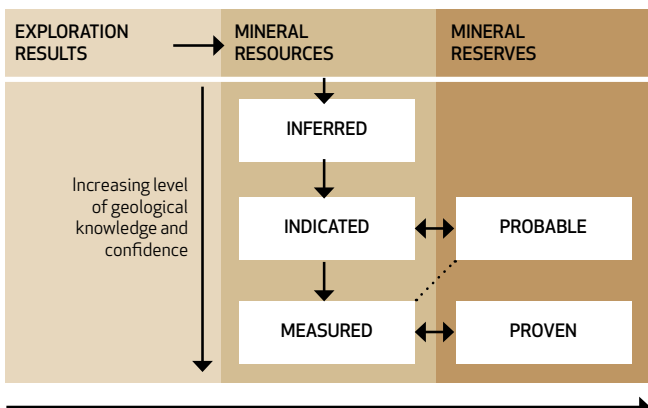 EXPLORATION
RESULTS
MINERAL
RESOURCES
MINERAL
RESERVES
INFERRED
Increasing level
of geological
knowledge and
confidence
INDICATED
PROBABLE
MEASURED
PROVEN